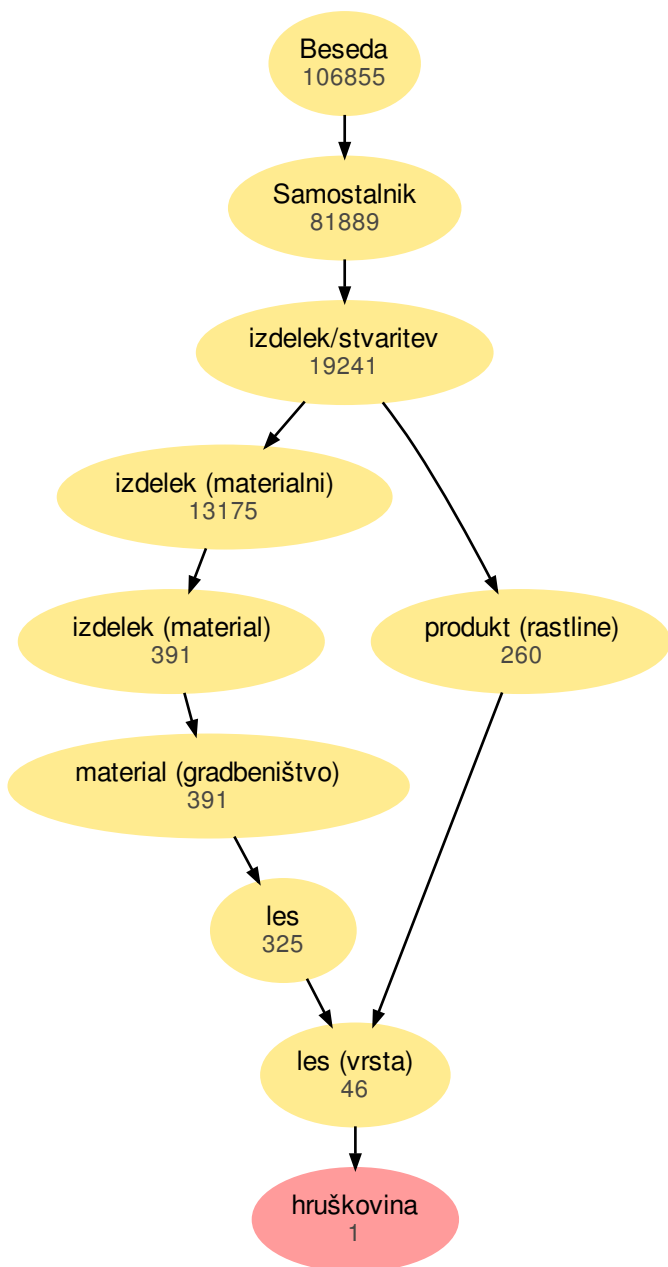 Beseda
106855
Samostalnik
81889
izdelek/stvaritev
19241
izdelek (materialni)
13175
izdelek (material)
391
produkt (rastline)
260
material (gradbeništvo)
391
les
325
les (vrsta)
46
hruškovina
1